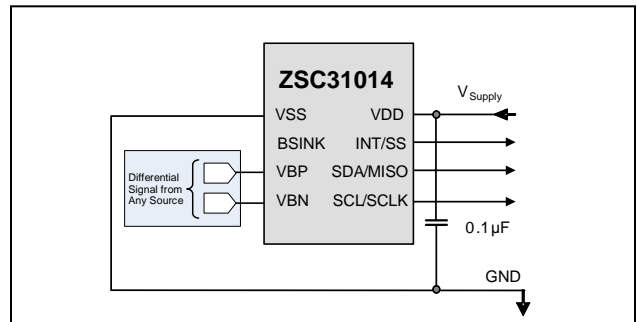 ZSC31014
VSS
VDD
VSupply
BSINK
INT/SS
VBP
SDA/MISO
VBN
SCL/SCLK
Differential
Signal from
Any Source
0.1µF
GND